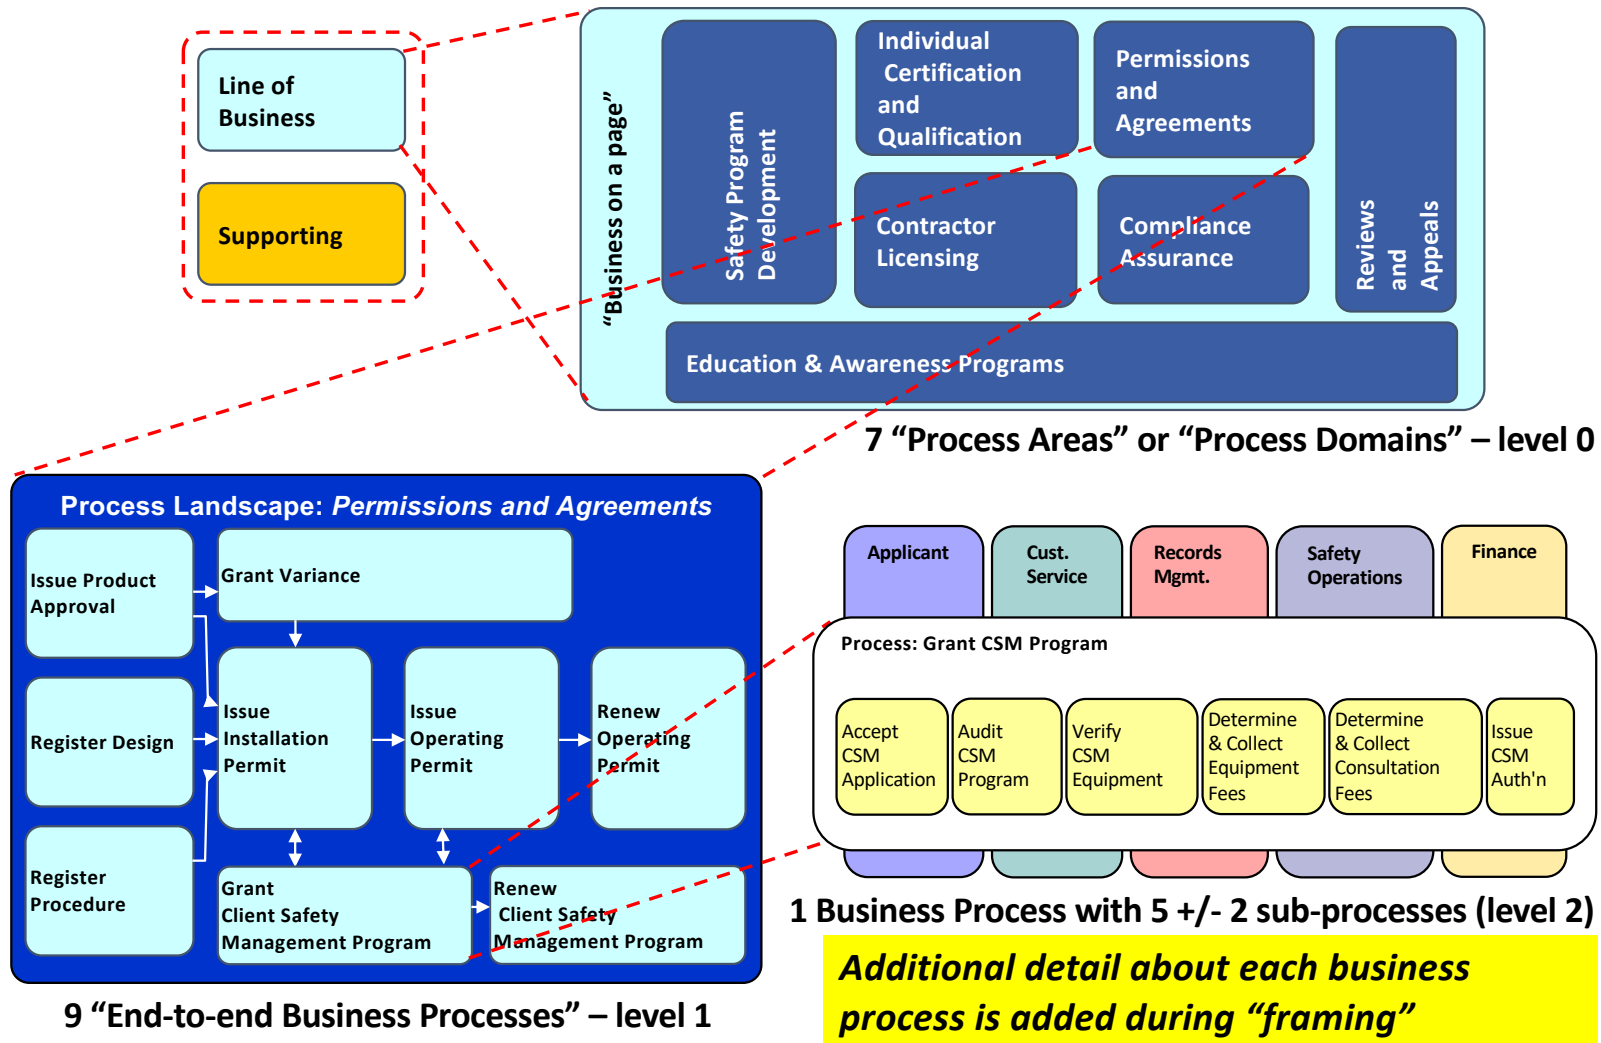 Line of
Business
Supporting
“Business on a page”
Safety Program
Development
Individual
Certification
and
Qualification
Permissions
and
Agreements
Contractor
Licensing
Compliance
Assurance
Reviews
and
Appeals
Education & Awareness Programs
7 “Process Areas” or “Process Domains” – level 0
Process Landscape: Permissions and Agreements
Issue Product
Approval
Grant Variance
Register Design
Issue
Installation
Permit
Issue
Operating
Permit
Renew
Operating
Permit
Register
Procedure
Grant
Client Safety
Management Program
Renew
Client Safety
Management Program
9 “End-to-end Business Processes” – level 1
Applicant
Cust.
Service
Records
Mgmt.
Safety
Operations
Finance
Process: Grant CSM Program
Accept
CSM
Application
Audit
CSM
Program
Verify
CSM
Equipment
Determine
& Collect
Equipment
Fees
Determine
& Collect
Consultation
Fees
Issue
CSM
Auth'n
1 Business Process with 5 +/- 2 sub-processes (level 2)
Additional detail about each business
process is added during “framing”